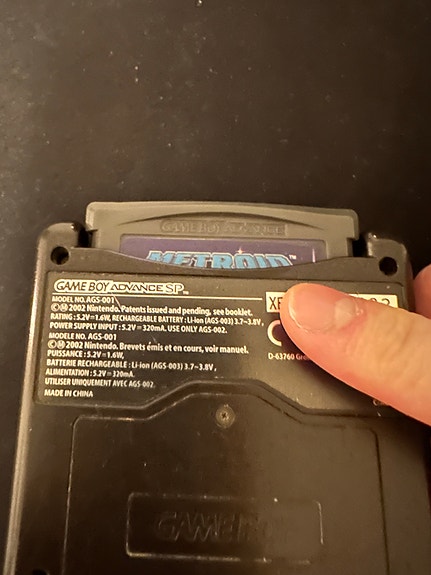 GAME BOY ADVANCE
METROID™
GAME BOY ADVANCE SP™
MODEL NO. AGS-001
©Ⓜ 2002 Nintendo. Patents issued and pending, see booklet.
RATING : 5.2V⎓1.6W, RECHARGEABLE BATTERY : Li-ion (AGS-003) 3.7⎓3.8V,
POWER SUPPLY INPUT : 5.2V⎓320mA. USE ONLY AGS-002.
MODÈLE NO. AGS-001
©Ⓜ 2002 Nintendo. Brevets émis et en cours, voir manuel.
PUISSANCE : 5.2V⎓1.6W,
BATTERIE RECHARGEABLE : Li-ion (AGS-003) 3.7⎓3.8V,
ALIMENTATION : 5.2V⎓320mA.
UTILISER UNIQUEMENT AVEC AGS-002.
MADE IN CHINA
D-63760
GAME BOY